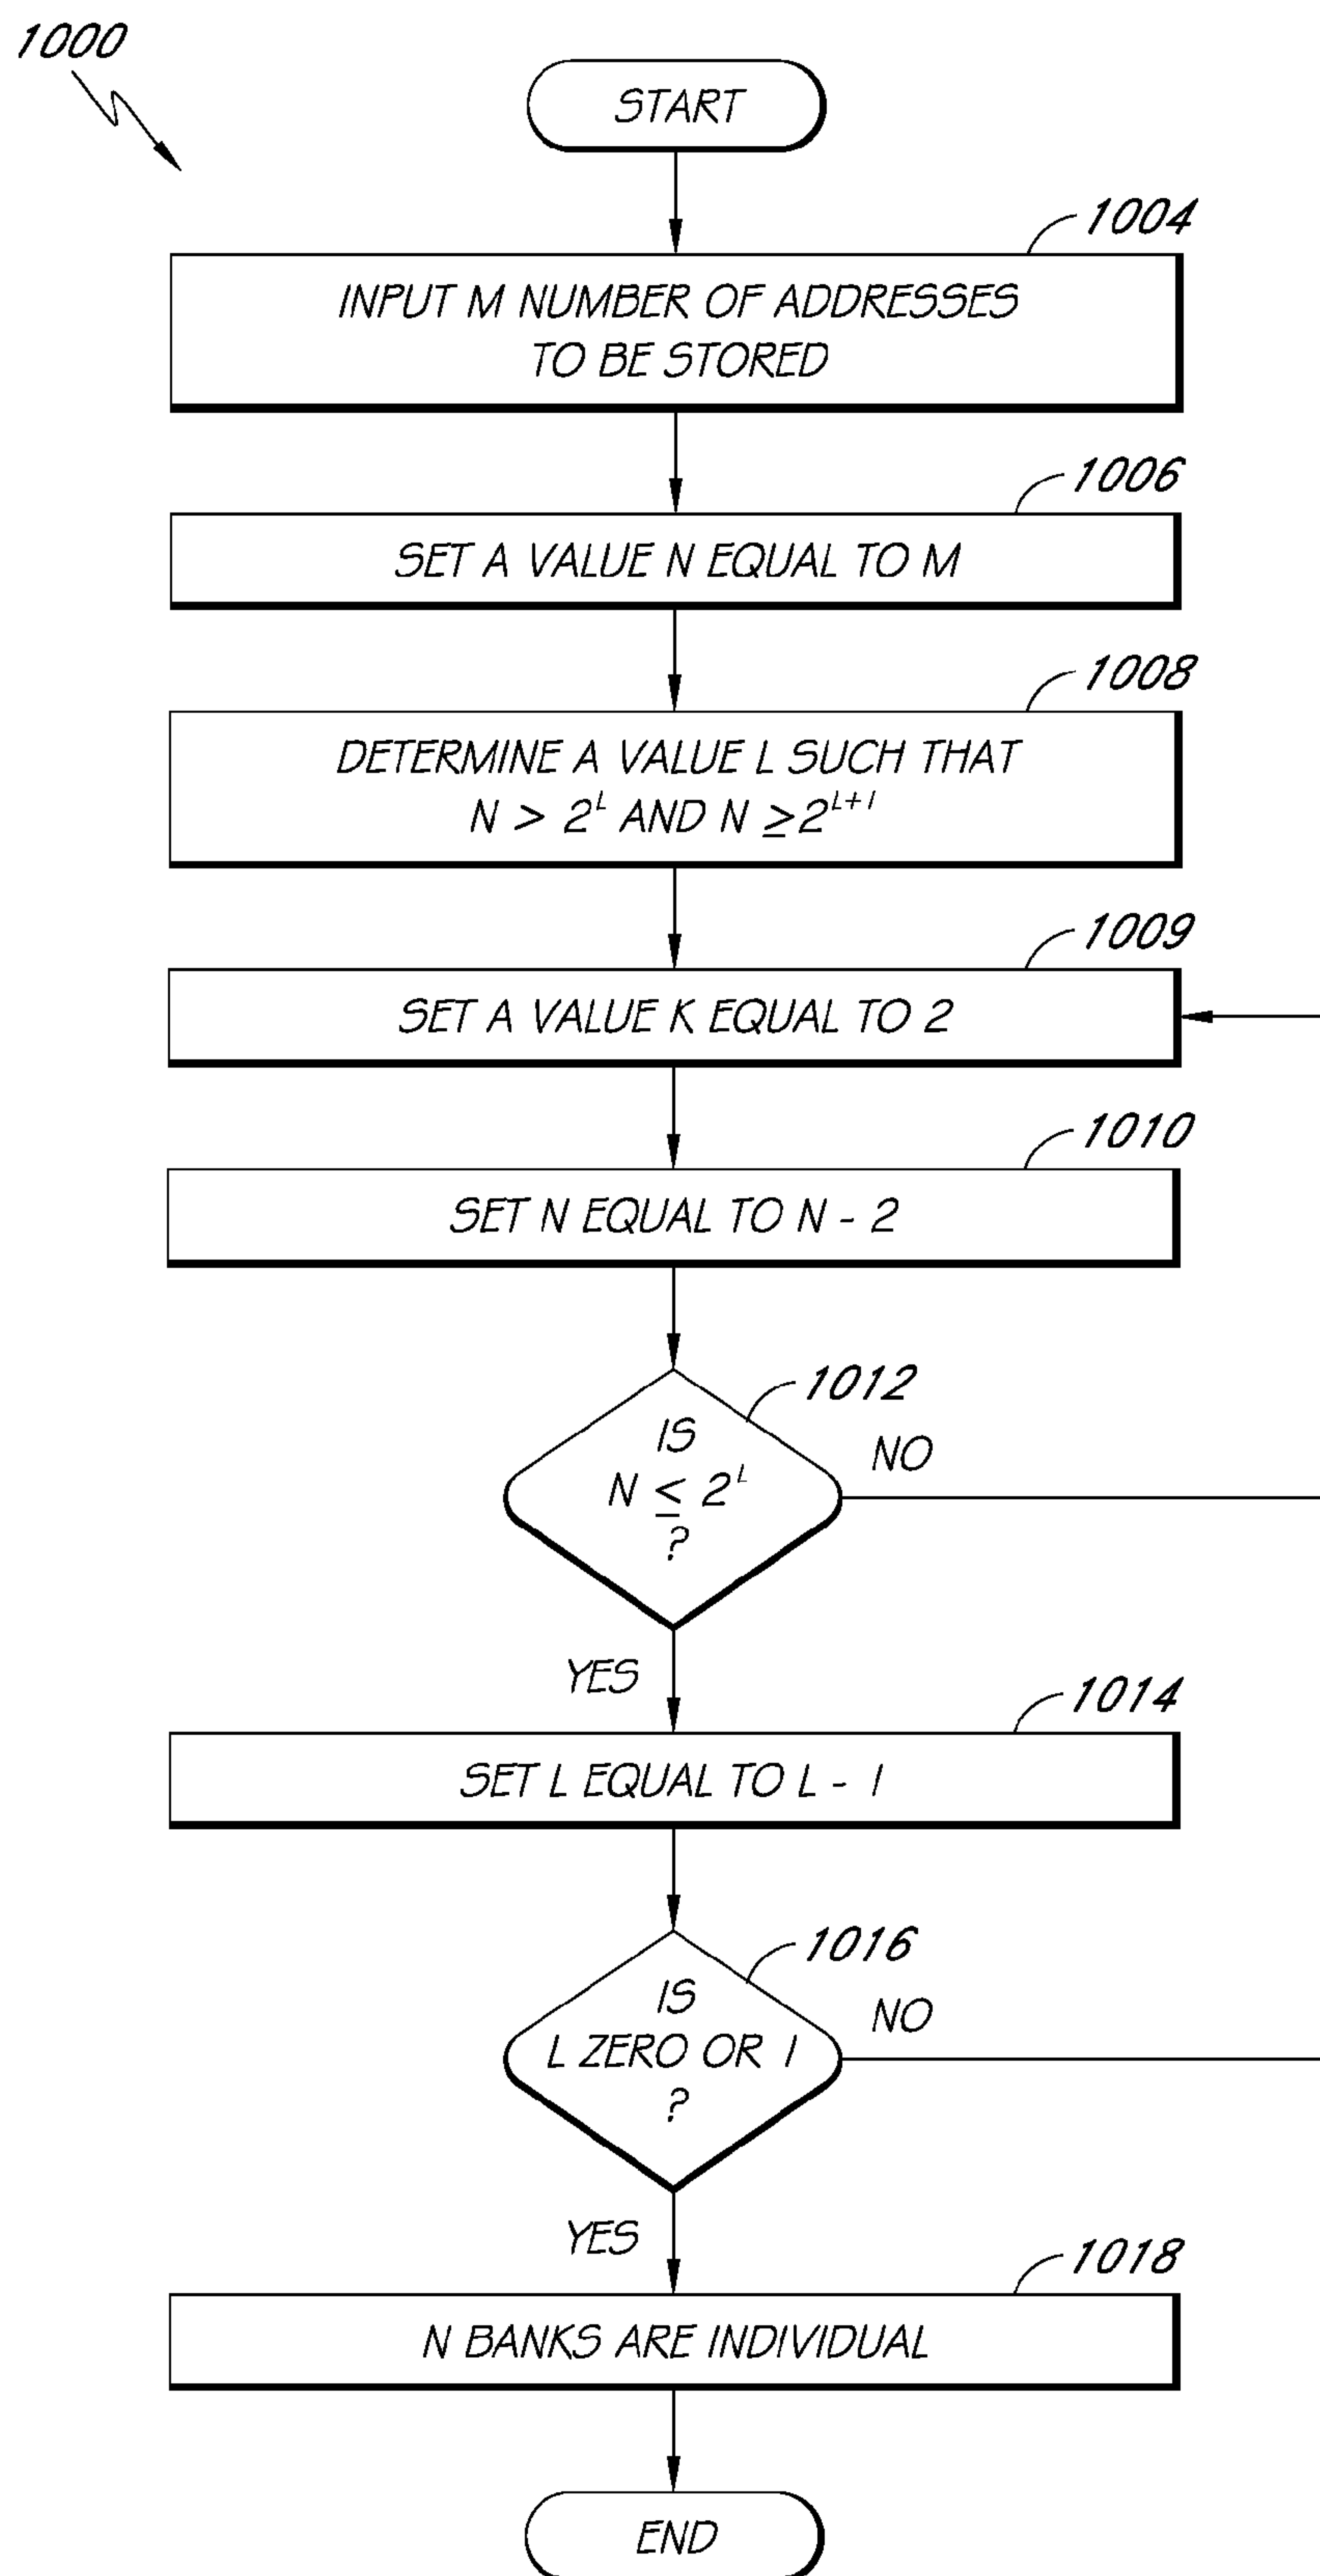 1000
START
1004
INPUT M NUMBER OF ADDRESSES
TO BE STORED
1006
SET A VALUE N EQUAL TO M
1008
DETERMINE A VALUE L SUCH THAT
N > 2^L AND N ≥2^L+1
1009
SET A VALUE K EQUAL TO 2
1010
SET N EQUAL TO N - 2
1012
IS
N ≤ 2^L
?
NO
YES
1014
SET L EQUAL TO L - 1
1016
IS
L ZERO OR 1
?
NO
YES
1018
N BANKS ARE INDIVIDUAL
END